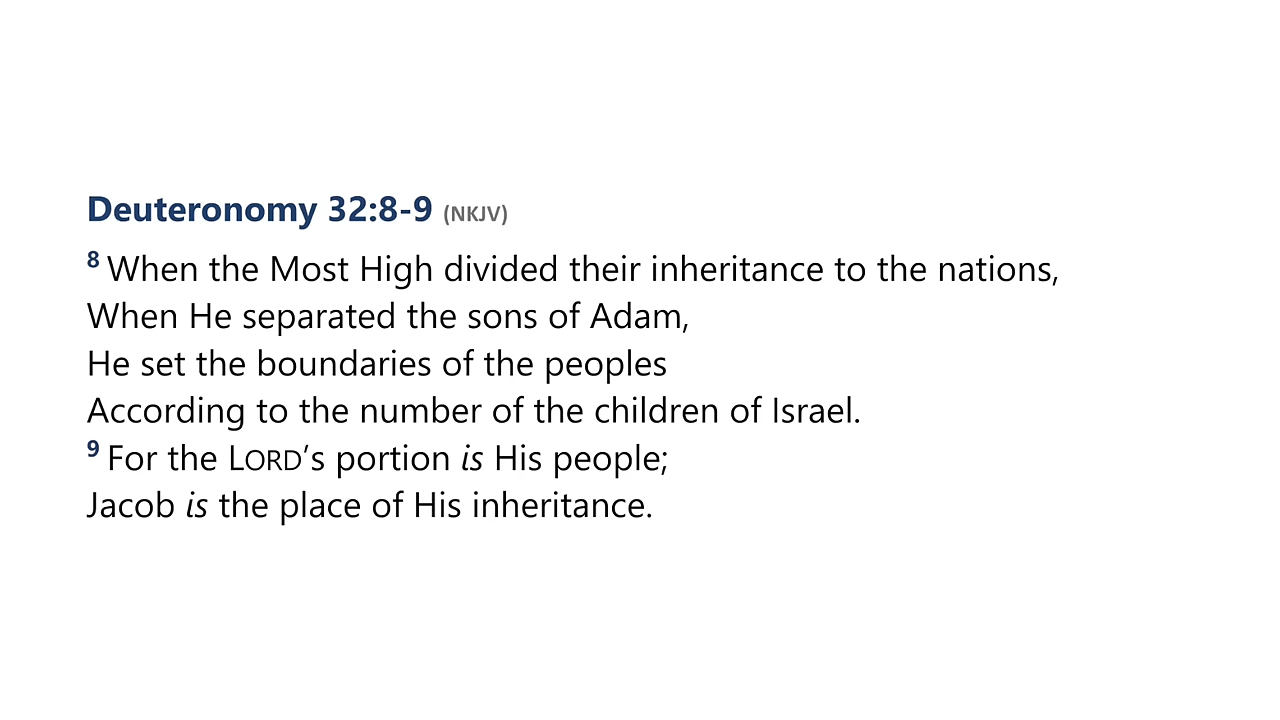 Deuteronomy 32:8-9 (NKJV)
8 When the Most High divided their inheritance to the nations,
When He separated the sons of Adam,
He set the boundaries of the peoples
According to the number of the children of Israel.
9 For the LORD’s portion is His people;
Jacob is the place of His inheritance.